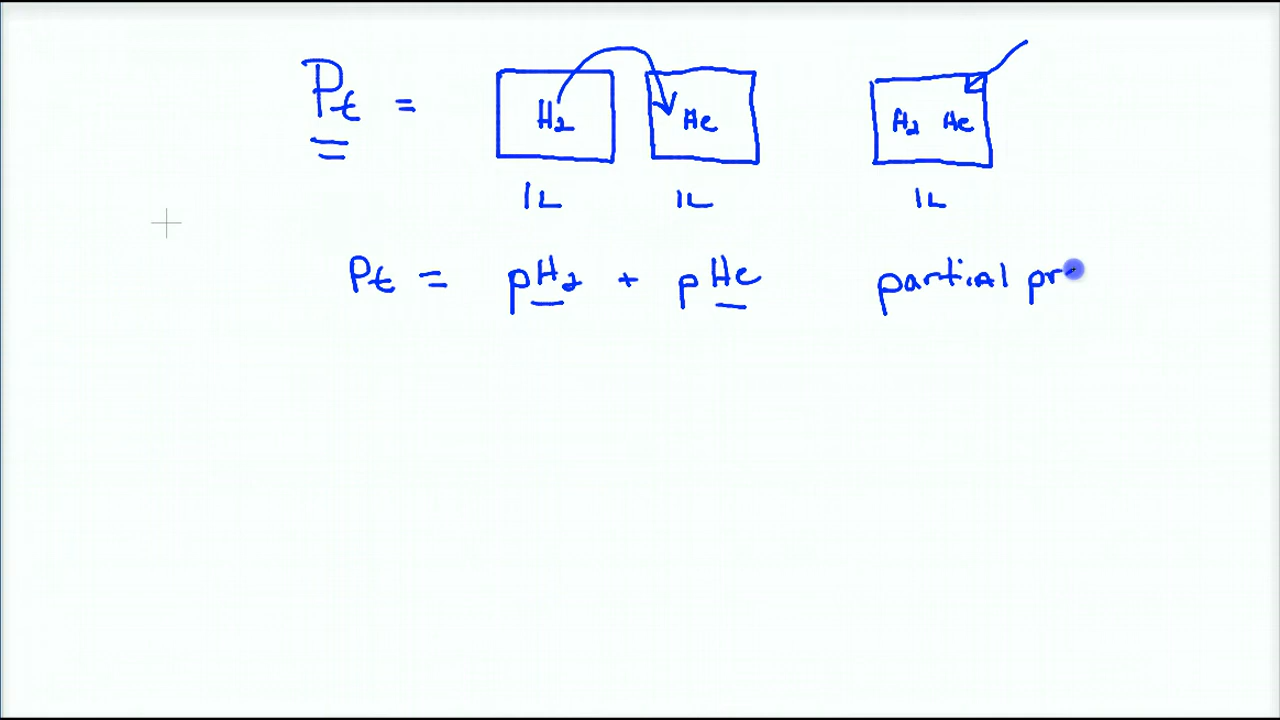 Pt = H2 He H2 He
1L 1L 1L
Pt = pH2 + pHe partial pr